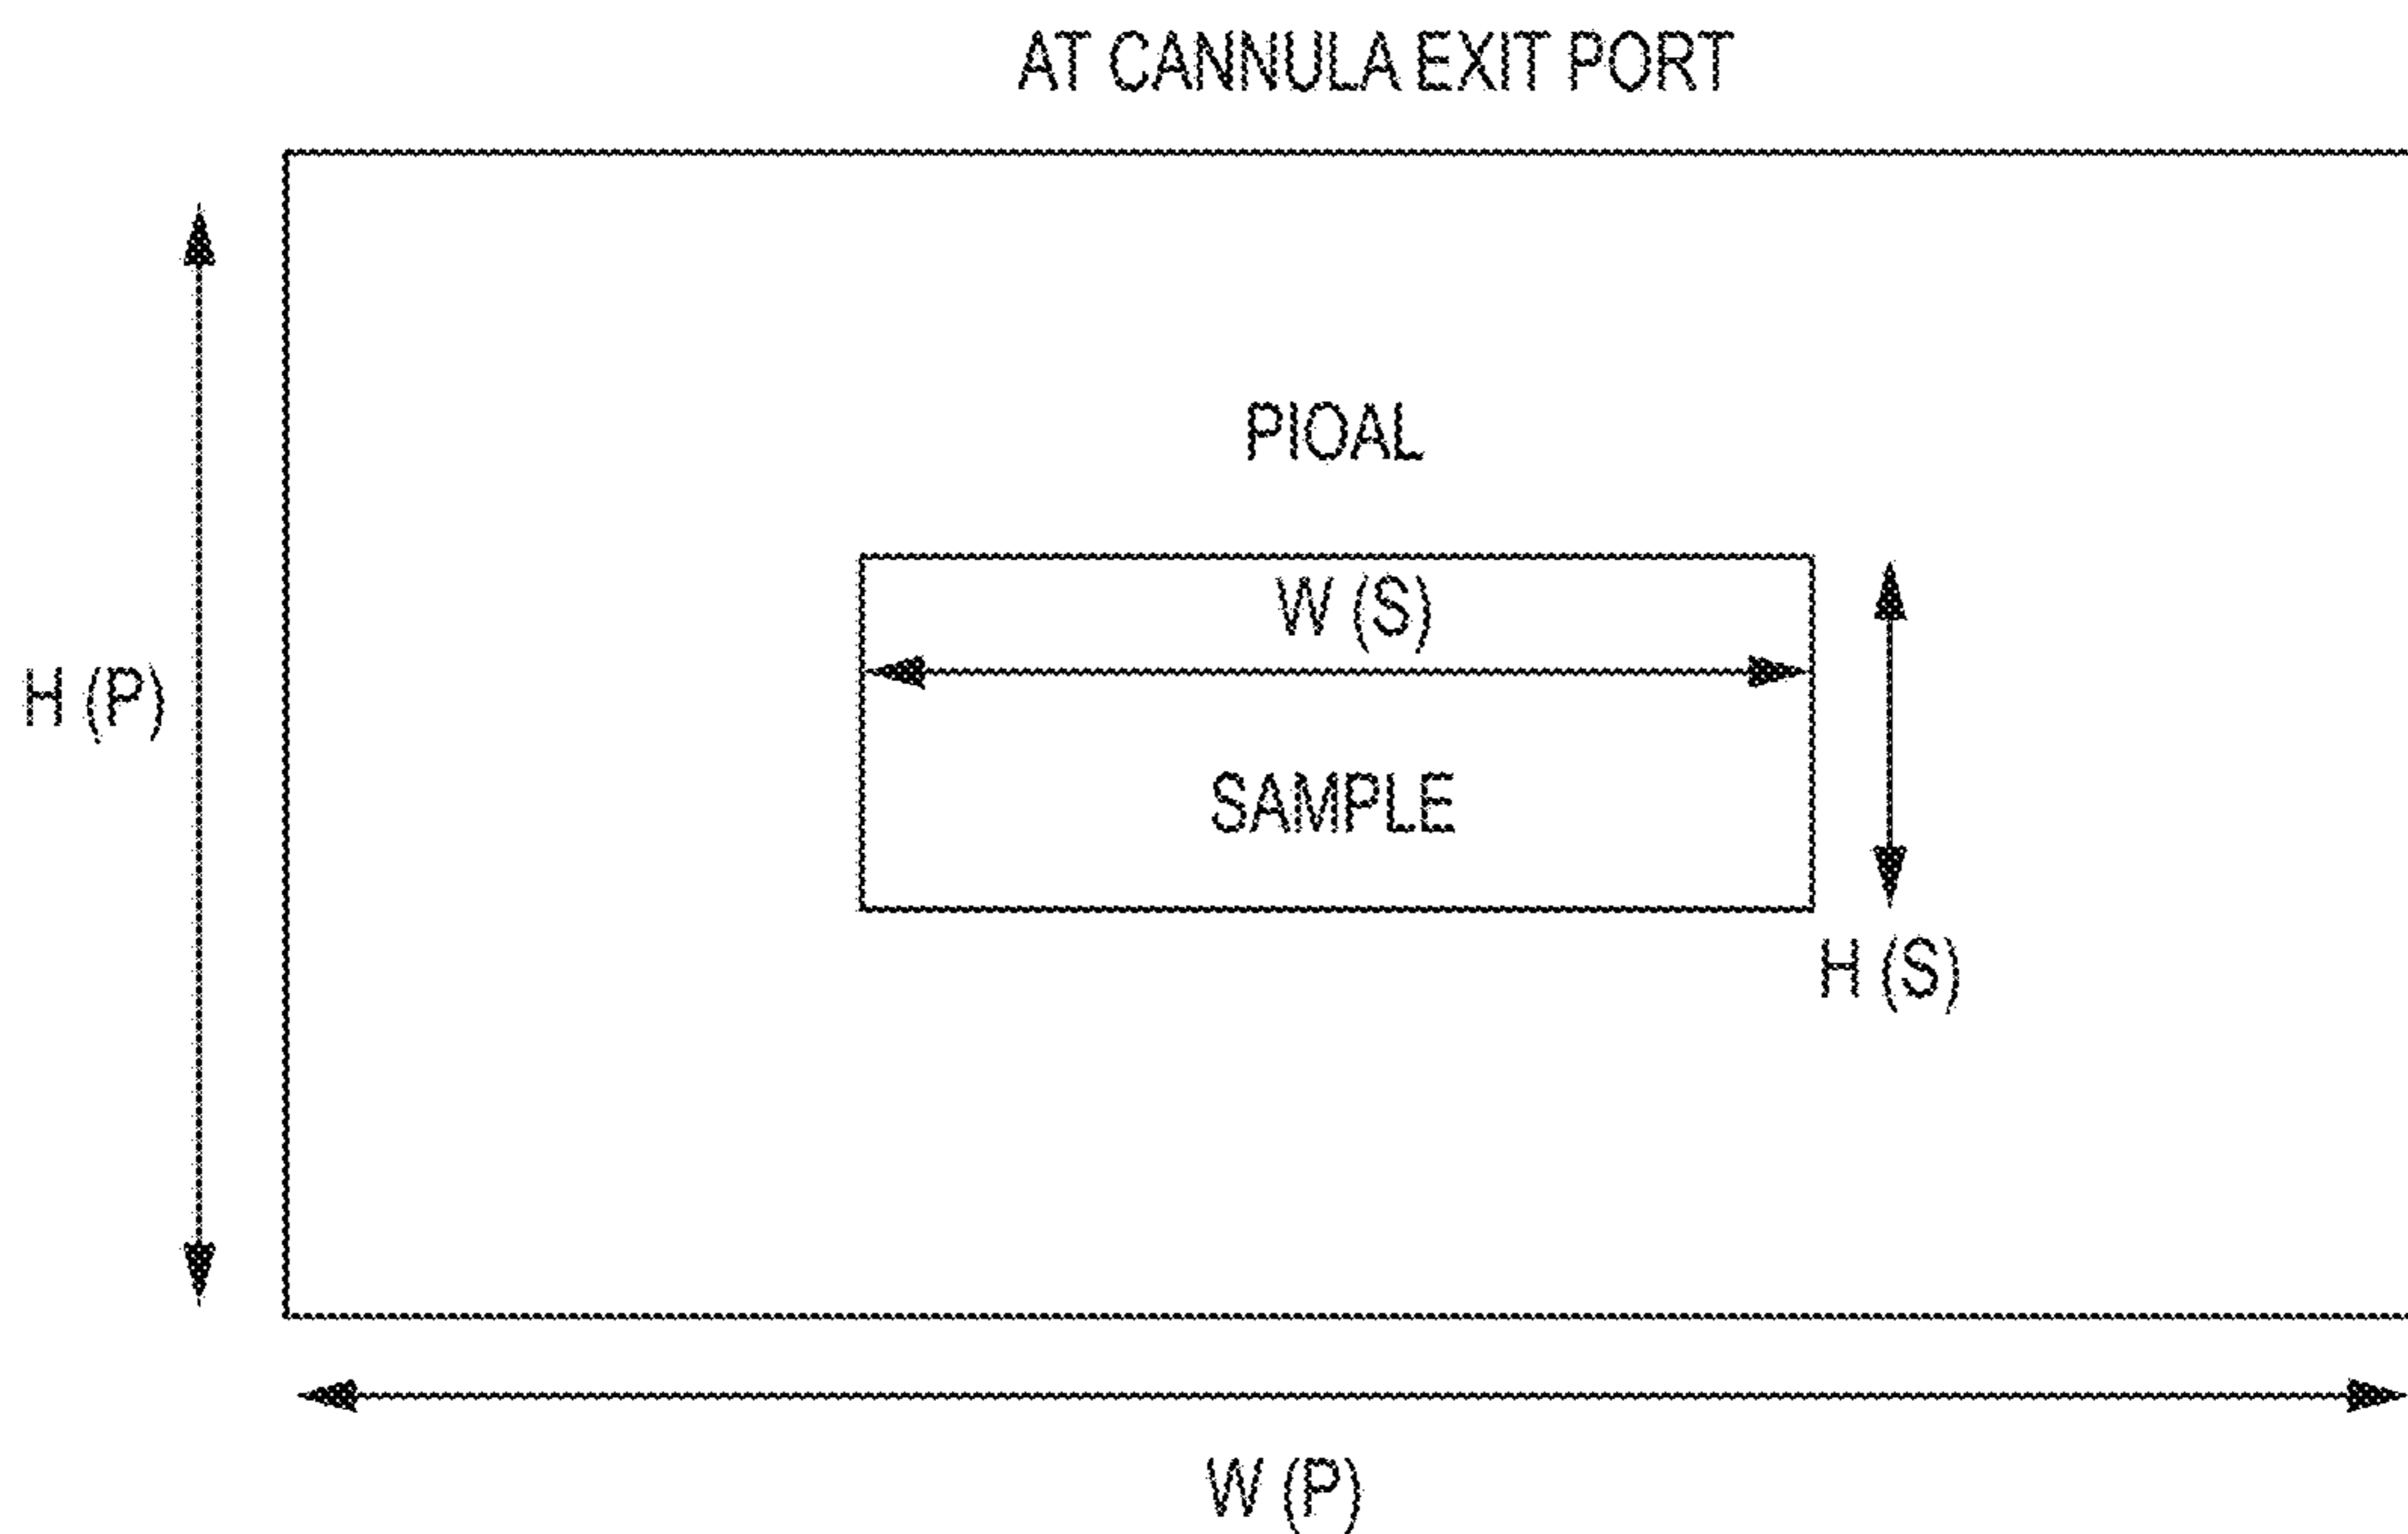 AT CANNULA EXIT PORT
PIOAL
W (S)
H (P)
SAMPLE
H (S)
W (P)